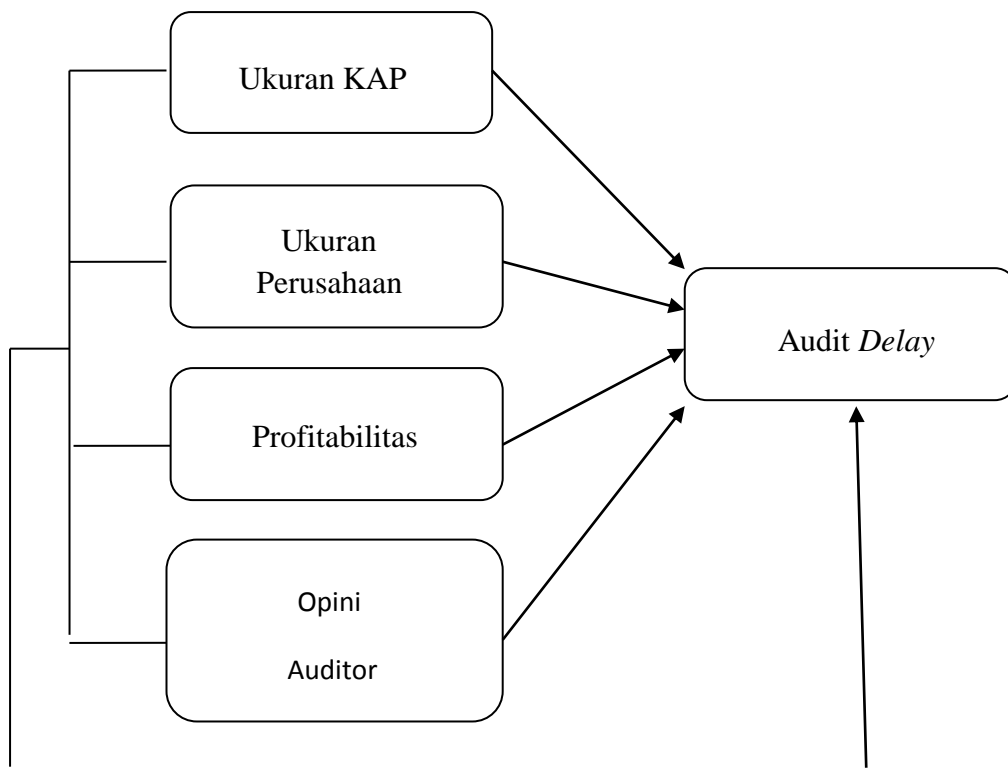 Ukuran KAP
Ukuran
Perusahaan
Audit Delay
Profitabilitas
Opini
Auditor